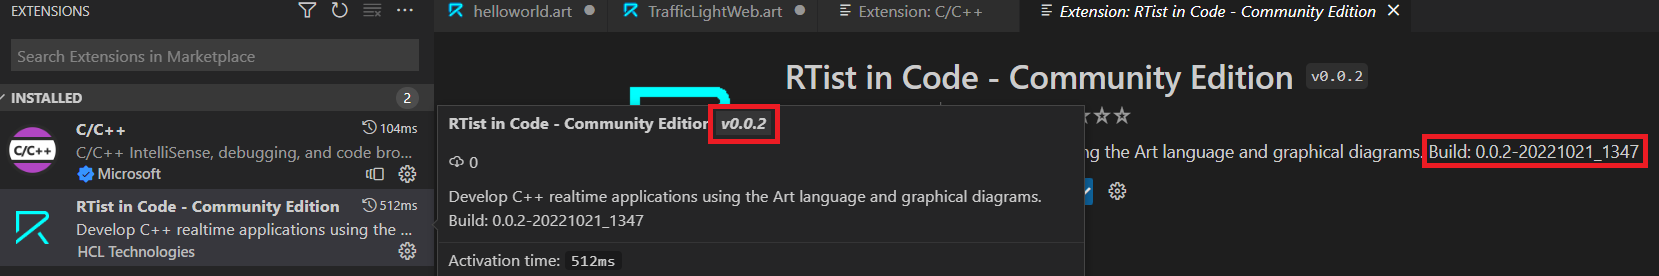 EXTENSIONS
Search Extensions in Marketplace
INSTALLED 2
C/C++
C/C++ 104ms
C/C++ IntelliSense, debugging, and code bro...
Microsoft
RTist in Code - Community Edition 512ms
Develop C++ realtime applications using the ...
HCL Technologies
helloworld.art
TrafficLightWeb.art
Extension: C/C++
Extension: RTist in Code - Community Edition
RTist in Code - Community Edition v0.0.2
ng the Art language and graphical diagrams. Build: 0.0.2-20221021_1347
RTist in Code - Community Edition v0.0.2
0
Develop C++ realtime applications using the Art language and graphical diagrams.
Build: 0.0.2-20221021_1347
Activation time: 512ms